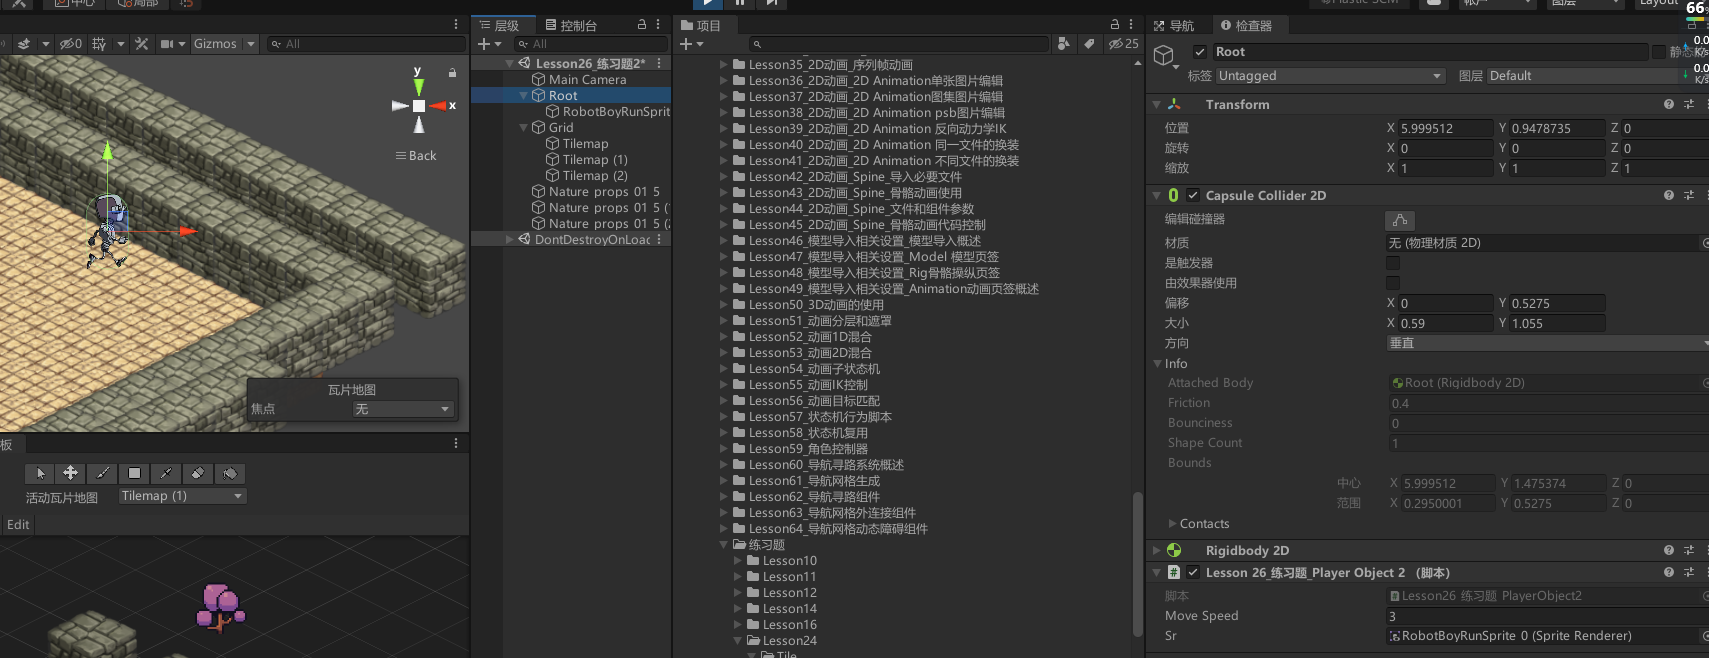 中心
局部
层级
控制台
项目
导航
检查器
66
0.0
K/s
0.0
K/s
0
Gizmos
All
All
25
Root
标签
Untagged
图层
Default
y
x
Back
Lesson26_练习题2*
Main Camera
Root
RobotBoyRunSprit
Grid
Tilemap
Tilemap (1)
Tilemap (2)
Nature_props_01_5
Nature_props_01_5 (
Nature_props_01_5 (
DontDestroyOnLoad
Lesson35_2D动画_序列帧动画
Lesson36_2D动画_2D Animation单张图片编辑
Lesson37_2D动画_2D Animation图集图片编辑
Lesson38_2D动画_2D Animation psb图片编辑
Lesson39_2D动画_2D Animation 反向动力学IK
Lesson40_2D动画_2D Animation 同一文件的换装
Lesson41_2D动画_2D Animation 不同文件的换装
Lesson42_2D动画_Spine_导入必要文件
Lesson43_2D动画_Spine_骨骼动画使用
Lesson44_2D动画_Spine_文件和组件参数
Lesson45_2D动画_Spine_骨骼动画代码控制
Lesson46_模型导入相关设置_模型导入概述
Lesson47_模型导入相关设置_Model 模型页签
Lesson48_模型导入相关设置_Rig骨骼操纵页签
Lesson49_模型导入相关设置_Animation动画页签概述
Lesson50_3D动画的使用
Lesson51_动画分层和遮罩
Lesson52_动画1D混合
Lesson53_动画2D混合
Lesson54_动画子状态机
Lesson55_动画IK控制
Lesson56_动画目标匹配
Lesson57_状态机行为脚本
Lesson58_状态机复用
Lesson59_角色控制器
Lesson60_导航寻路系统概述
Lesson61_导航网格生成
Lesson62_导航寻路组件
Lesson63_导航网格外连接组件
Lesson64_导航网格动态障碍组件
练习题
Lesson10
Lesson11
Lesson12
Lesson14
Lesson16
Lesson24
Tile
瓦片地图
焦点
无
板
活动瓦片地图
Tilemap (1)
Edit
Transform
位置 X 5.999512 Y 0.9478735 Z 0
旋转 X 0 Y 0 Z 0
缩放 X 1 Y 1 Z 1
Capsule Collider 2D
编辑碰撞器
材质 无 (物理材质 2D)
是触发器
由效果器使用
偏移 X 0 Y 0.5275
大小 X 0.59 Y 1.055
方向 垂直
Info
Attached Body Root (Rigidbody 2D)
Friction 0.4
Bounciness 0
Shape Count 1
Bounds
中心 X 5.999512 Y 1.475374 Z 0
范围 X 0.2950001 Y 0.5275 Z 0
Contacts
Rigidbody 2D
Lesson 26_练习题_Player Object 2 （脚本）
脚本 Lesson26_练习题_PlayerObject2
Move Speed 3
Sr RobotBoyRunSprite_0 (Sprite Renderer)